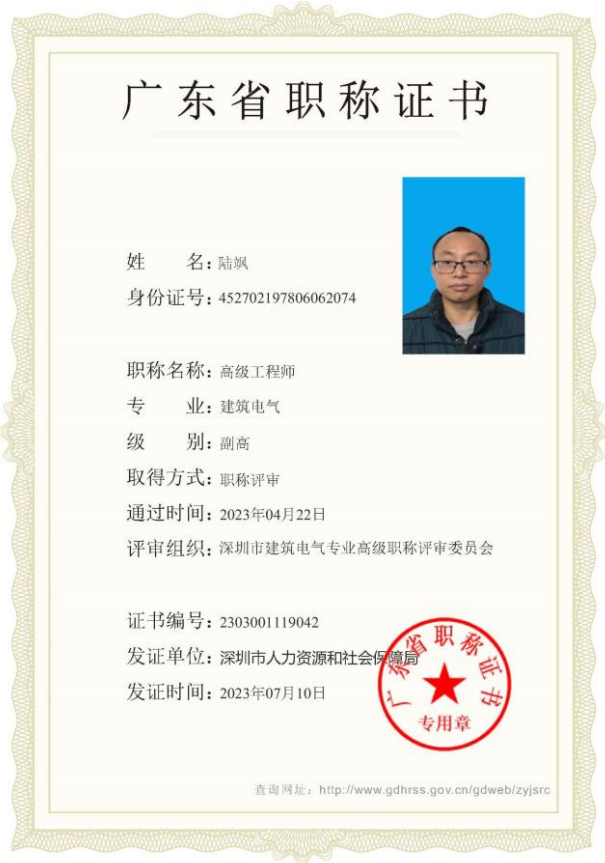 广东省职称证书
姓 名：陆飒
身份证号：452702197806062074
职称名称：高级工程师
专 业：建筑电气
级 别：副高
取得方式：职称评审
通过时间：2023年04月22日
评审组织：深圳市建筑电气专业高级职称评审委员会
证书编号：2303001119042
发证单位：深圳市人力资源和社会保障局
发证时间：2023年07月10日
广东省职称证书
专用章
查询网址：http://www.gdhrss.gov.cn/gdweb/zyjsrc